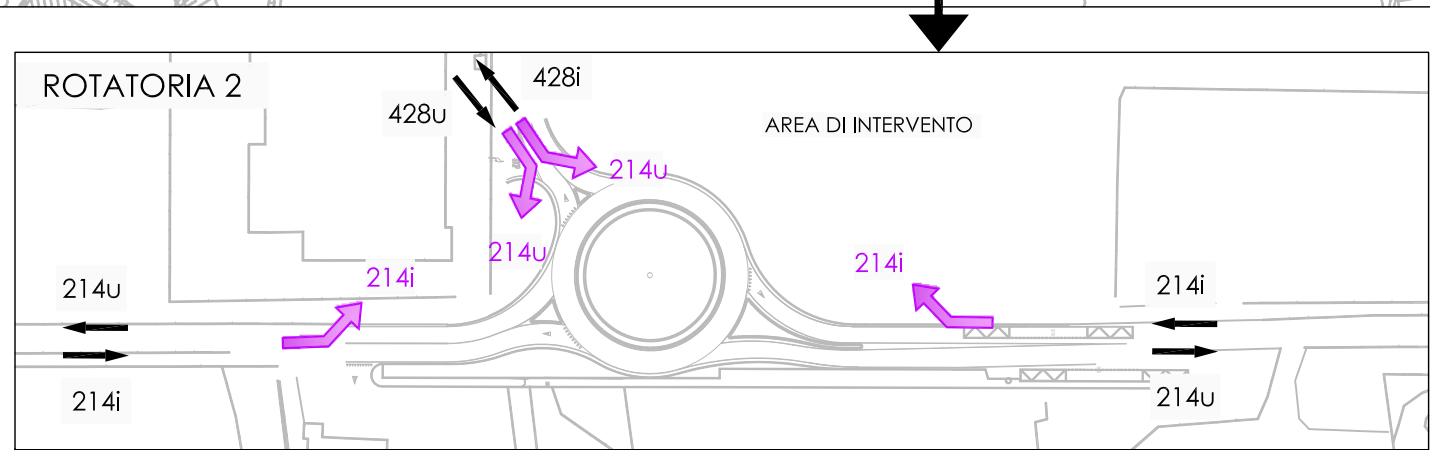 ROTATORIA 2
428i
428u
AREA DI INTERVENTO
214u
214u
214i
214i
214u
214i
214i
214u